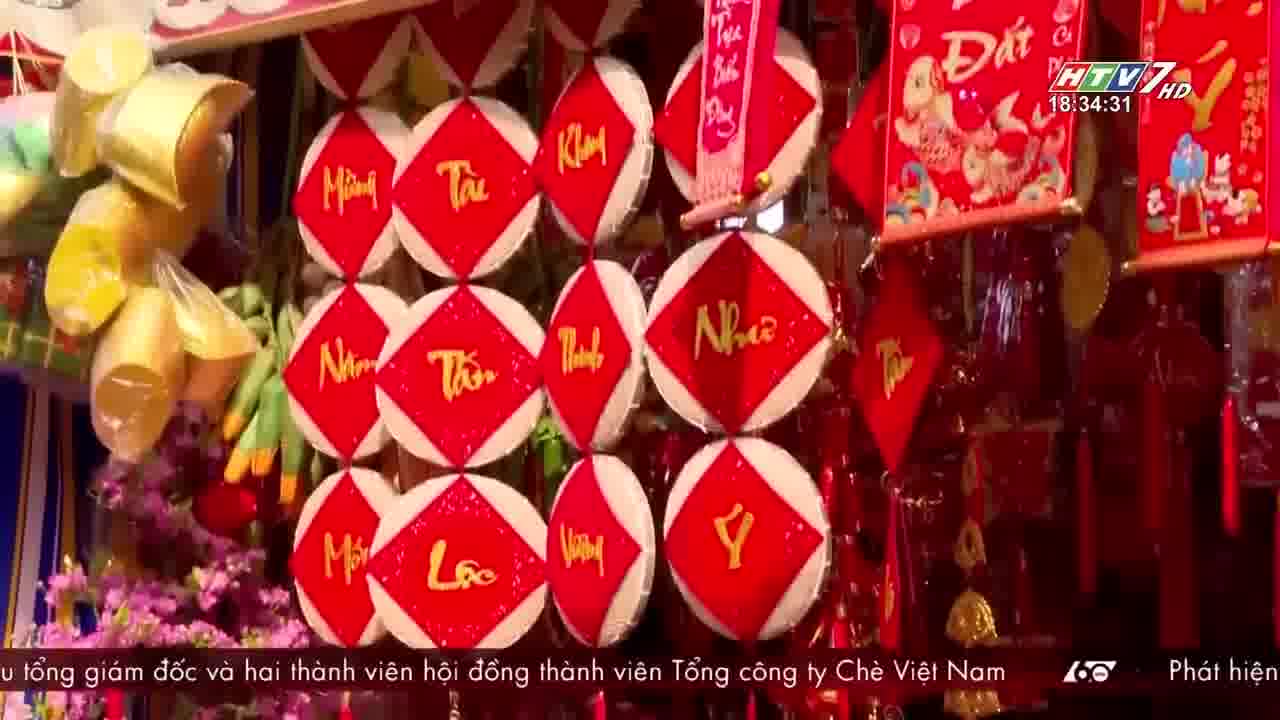 HTV7 HD
18:34:31
Đất
Ý
Mừng
Năm
Mới
Tài
Tấn
Lộc
Khang
Thịnh
Vượng
Như
Ý
Tấn
u tổng giám đốc và hai thành viên hội đồng thành viên Tổng công ty Chè Việt Nam
Phát hiện